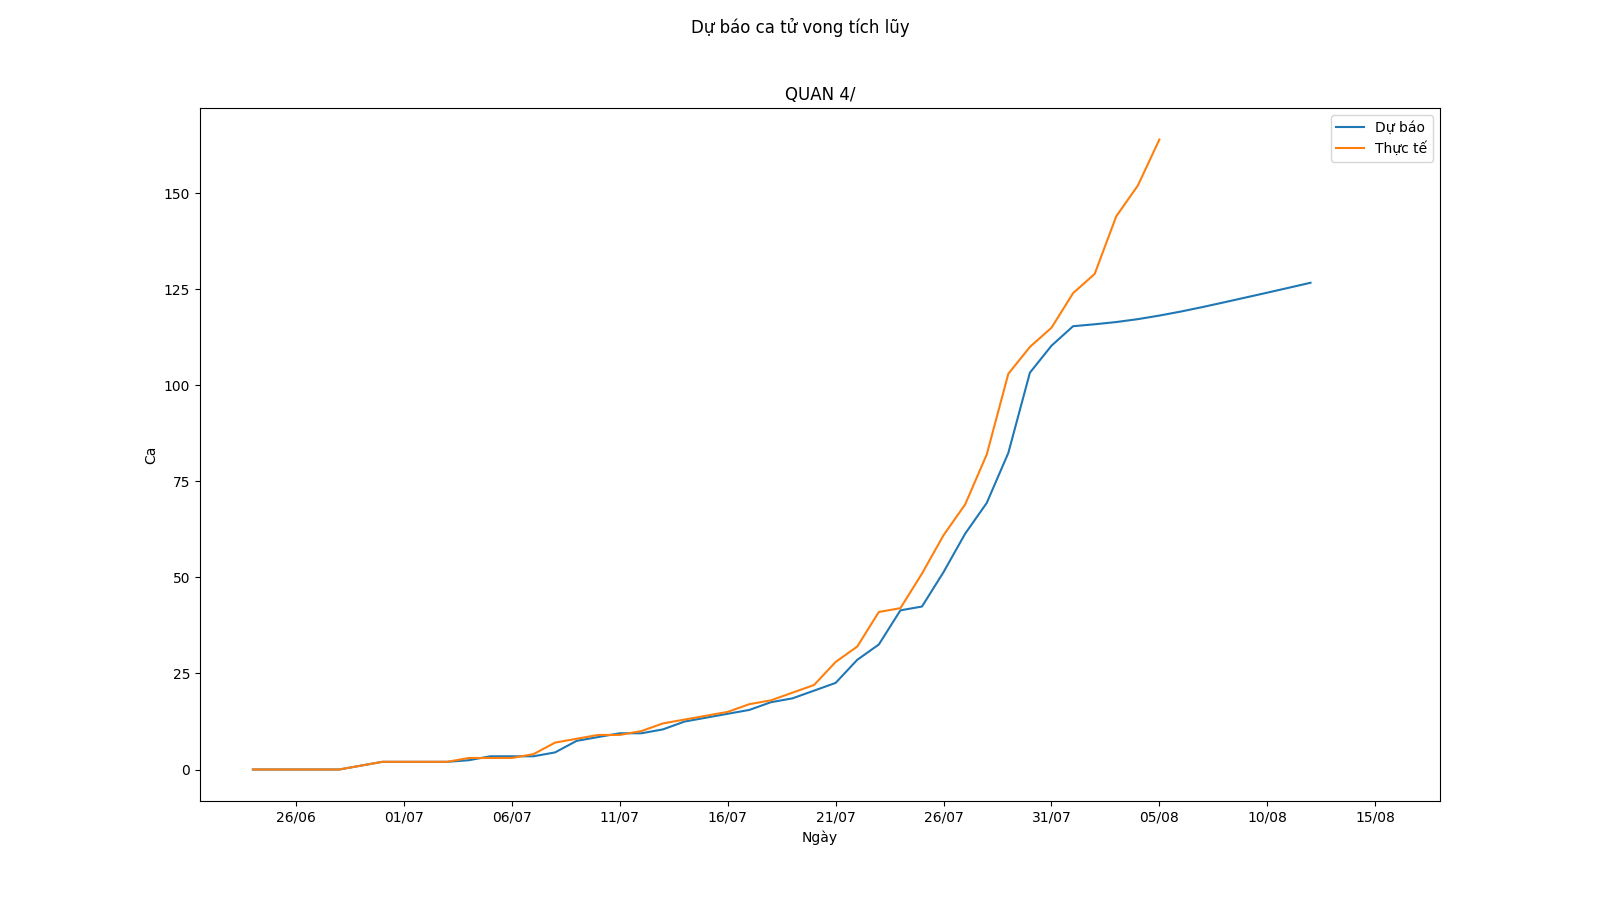 Dự báo ca tử vong tích lũy
QUAN 4/
Dự báo
Thực tế
150
125
100
75
50
25
0
Ca
26/06 01/07 06/07 11/07 16/07 21/07 26/07 31/07 05/08 10/08 15/08
Ngày